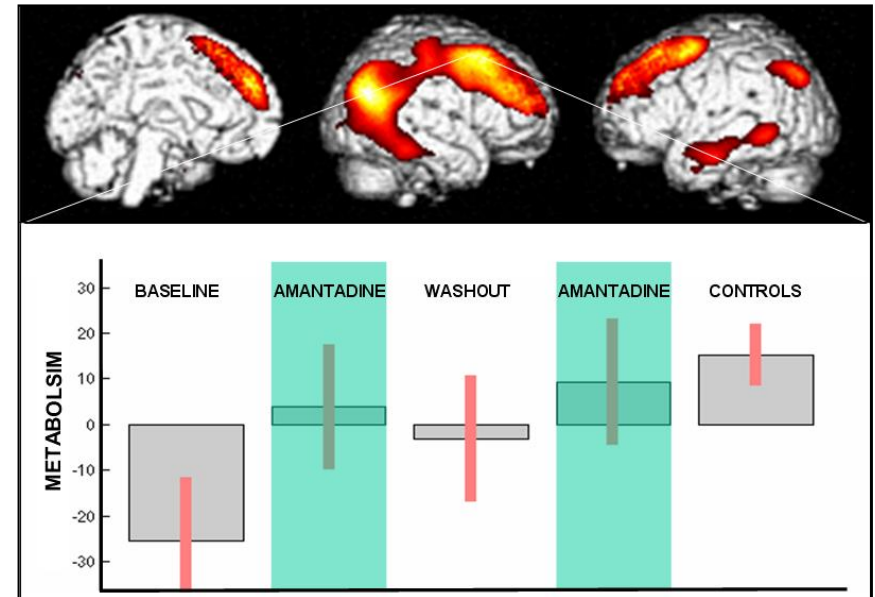 BASELINE
AMANTADINE
WASHOUT
AMANTADINE
CONTROLS
METABOLSIM
30
20
10
0
-10
-20
-30